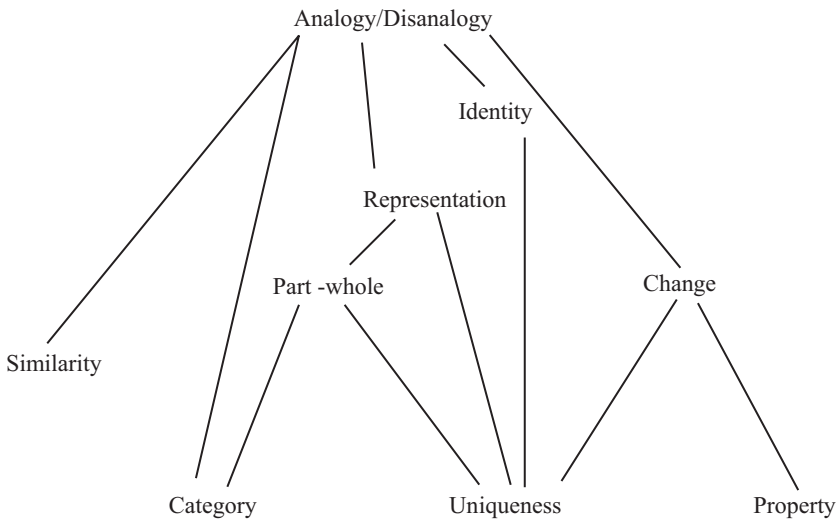 Analogy/Disanalogy
Identity
Representation
Part -whole
Change
Similarity
Category
Uniqueness
Property